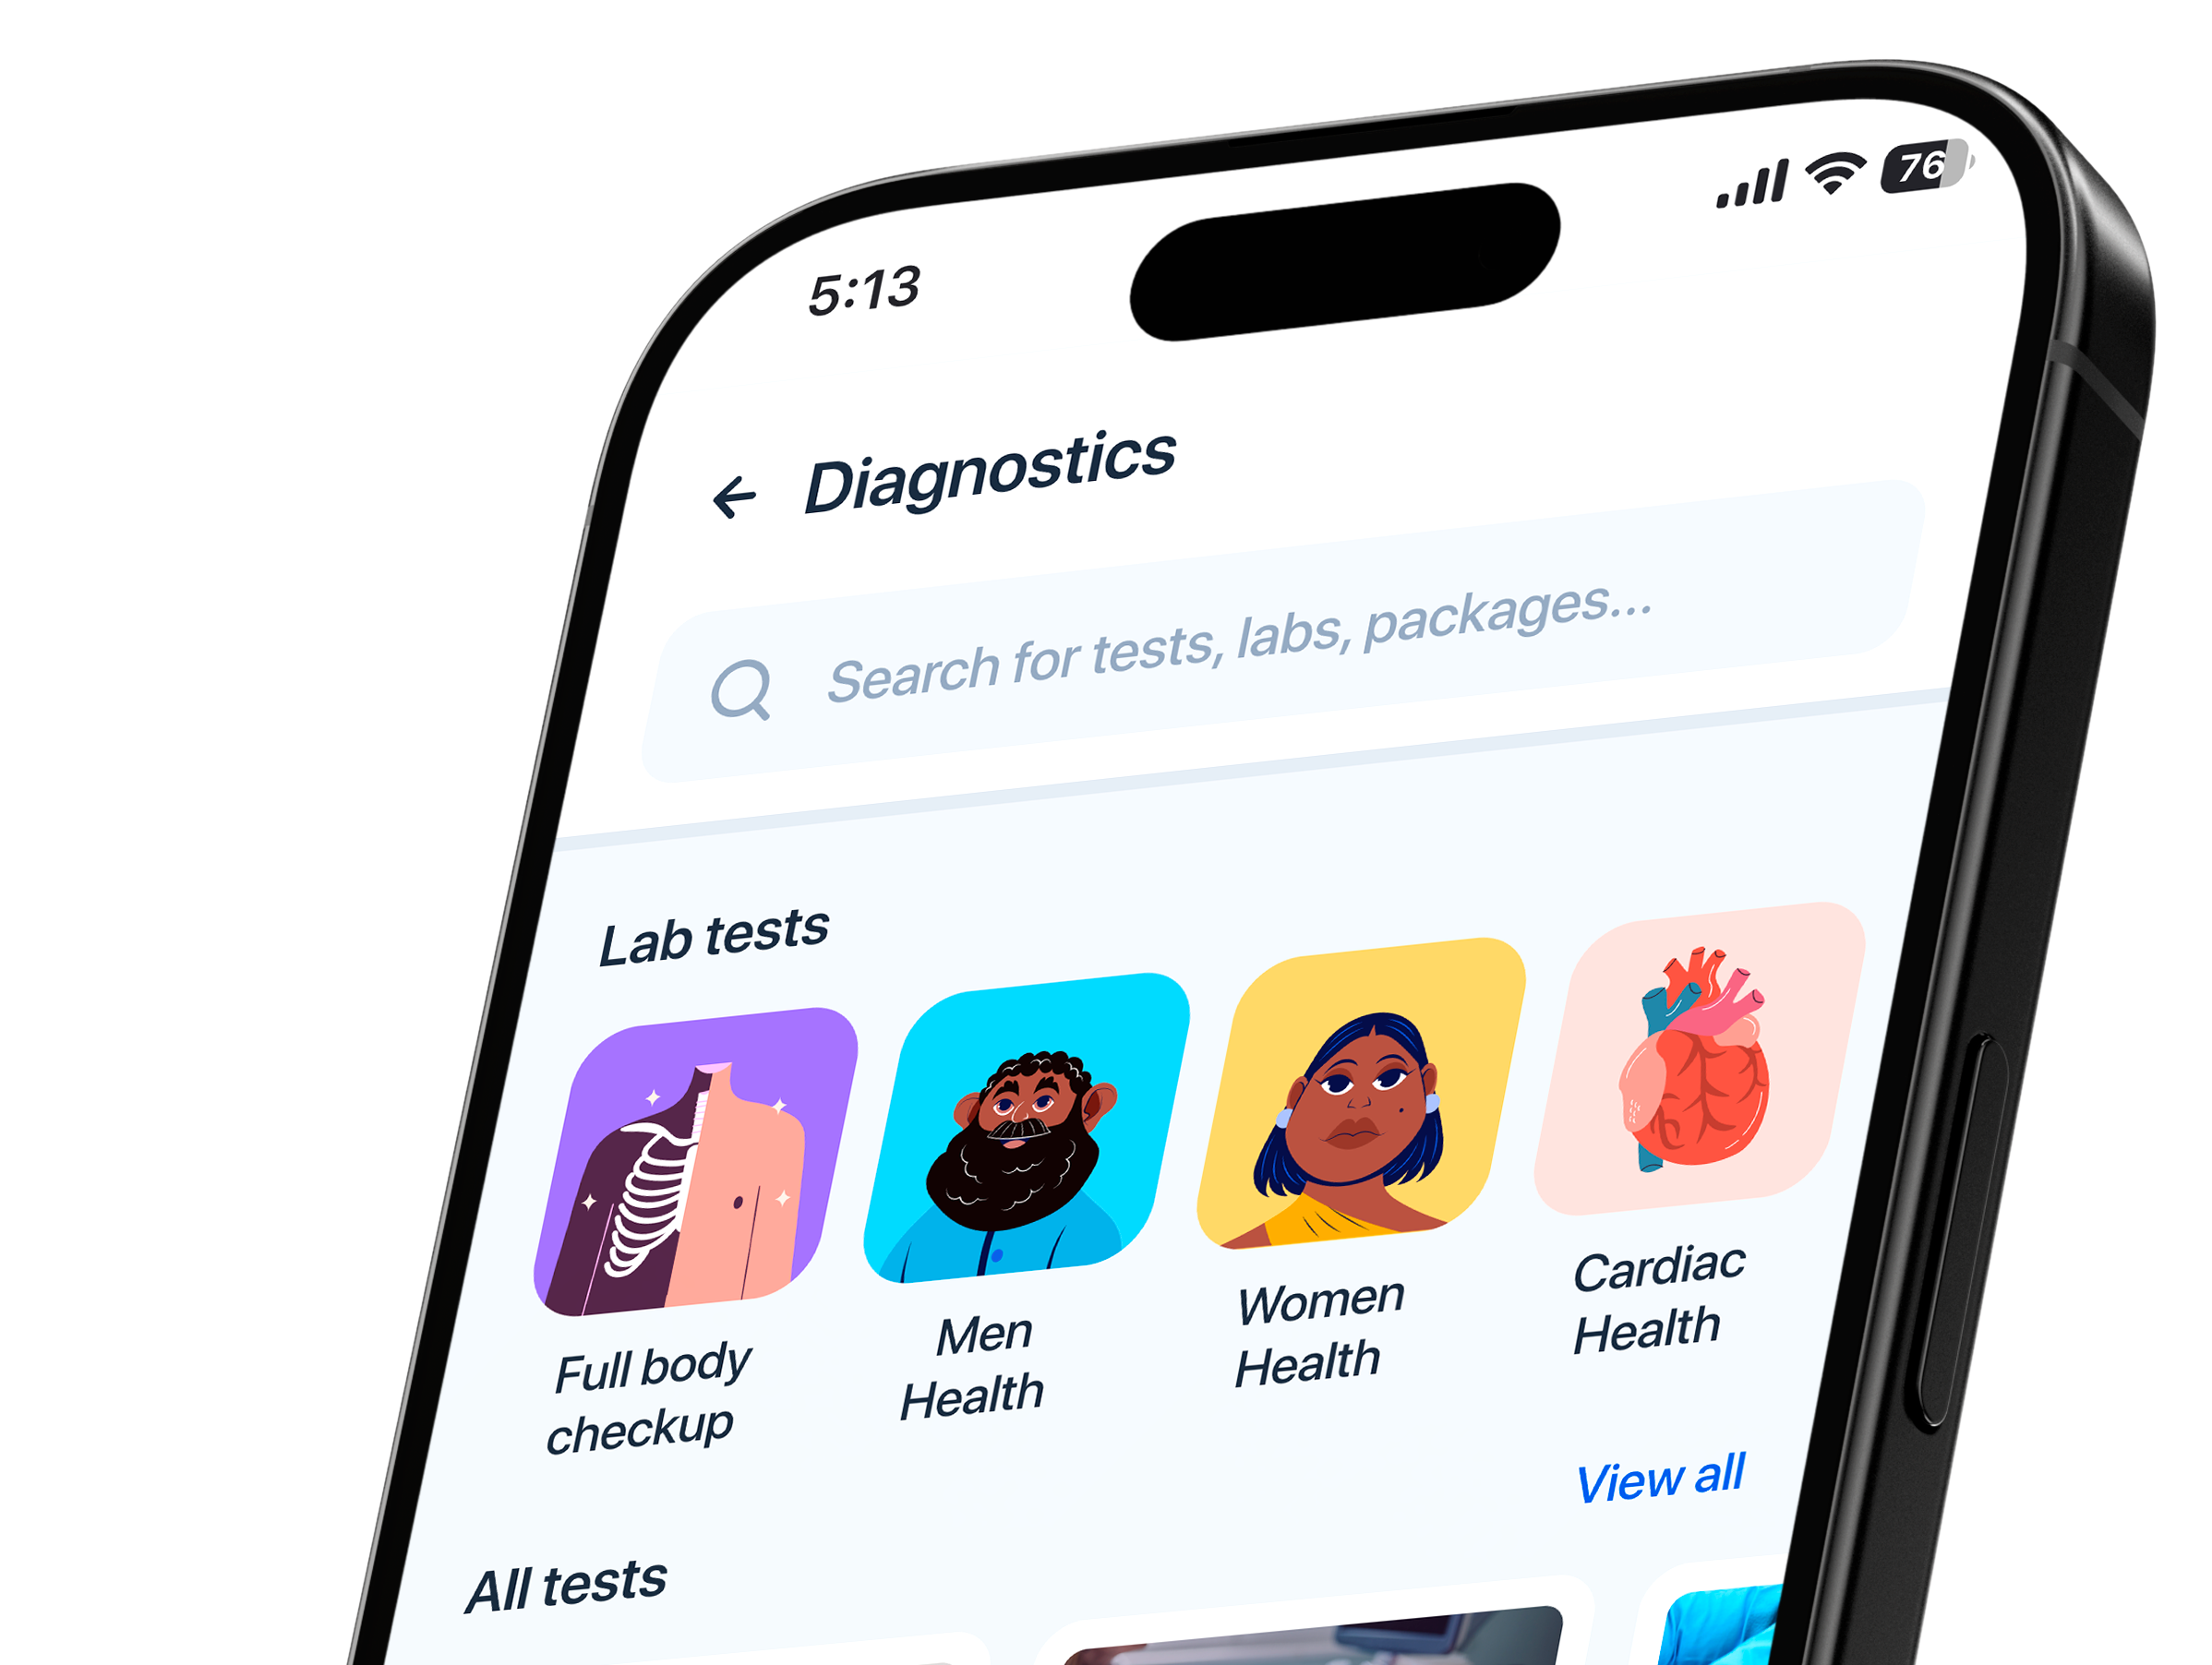 5:13
76
Diagnostics
Search for tests, labs, packages...
Lab tests
Full body
checkup
Men
Health
Women
Health
Cardiac
Health
View all
All tests